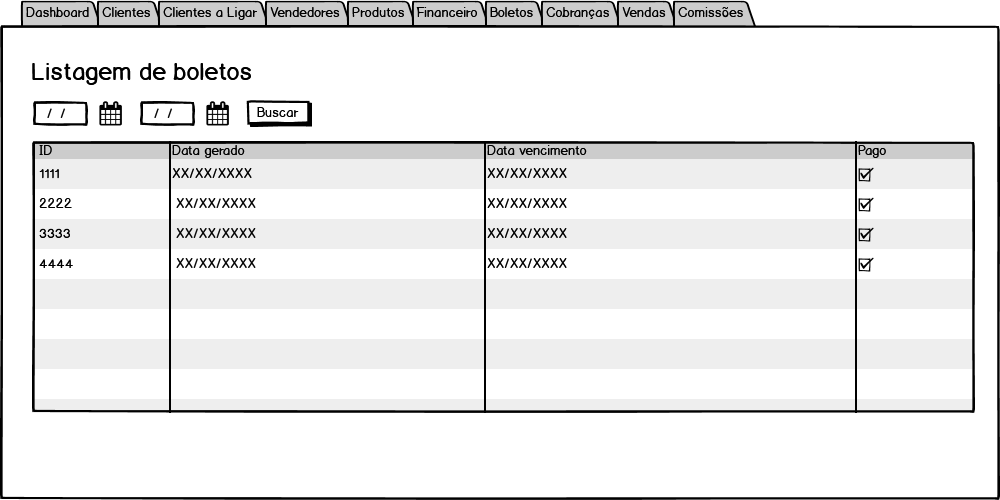 Dashboard Clientes Clientes a Ligar Vendedores Produtos Financeiro Boletos Cobranças Vendas Comissões
Listagem de boletos
/ / / / Buscar
ID Data gerado Data vencimento Pago
1111 XX/XX/XXXX XX/XX/XXXX
2222 XX/XX/XXXX XX/XX/XXXX
3333 XX/XX/XXXX XX/XX/XXXX
4444 XX/XX/XXXX XX/XX/XXXX